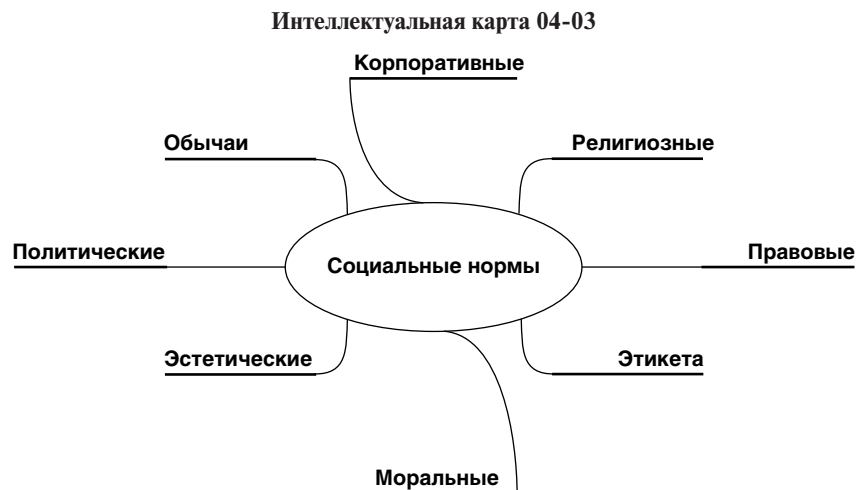 Интеллектуальная карта 04-03
Корпоративные
Обычаи
Религиозные
Политические
Социальные нормы
Правовые
Эстетические
Этикета
Моральные